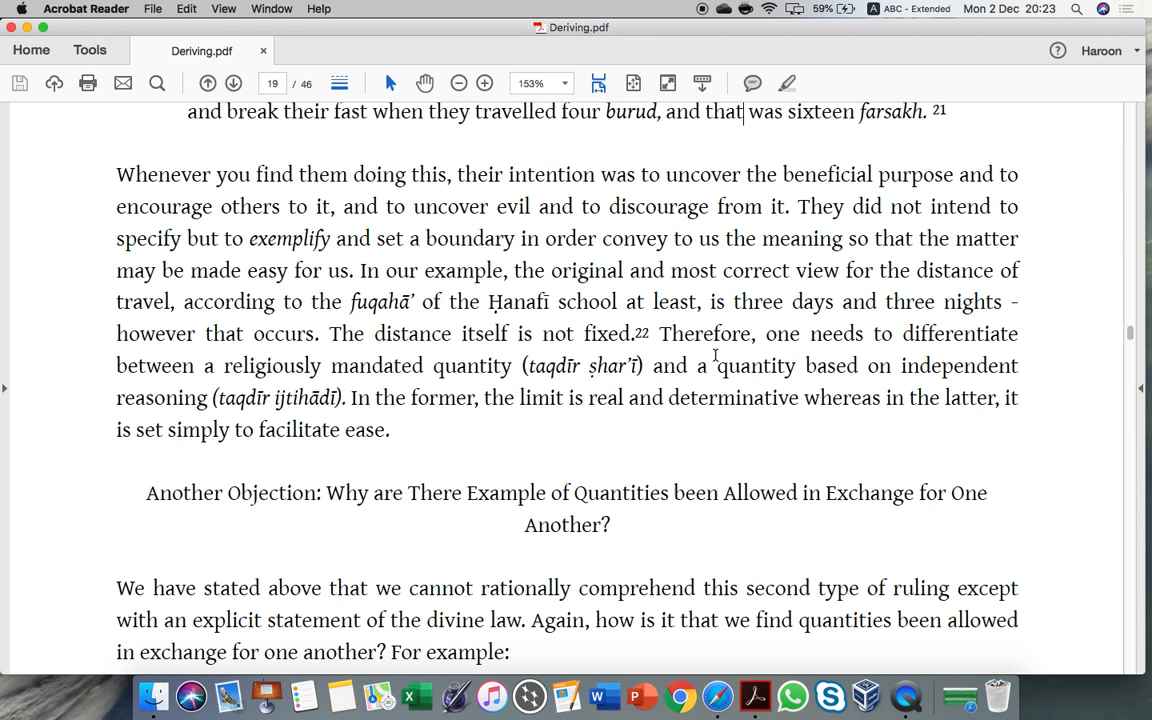 Acrobat Reader File Edit View Window Help 59% A ABC - Extended Mon 2 Dec 20:23
Deriving.pdf
Home Tools Deriving.pdf × ? Haroon
19 / 46 153%
and break their fast when they travelled four burud, and that was sixteen farsakh. 21
Whenever you find them doing this, their intention was to uncover the beneficial purpose and to
encourage others to it, and to uncover evil and to discourage from it. They did not intend to
specify but to exemplify and set a boundary in order convey to us the meaning so that the matter
may be made easy for us. In our example, the original and most correct view for the distance of
travel, according to the fuqahā’ of the Ḥanafī school at least, is three days and three nights -
however that occurs. The distance itself is not fixed.22 Therefore, one needs to differentiate
between a religiously mandated quantity (taqdīr ṣhar’ī) and a quantity based on independent
reasoning (taqdīr ijtihādī). In the former, the limit is real and determinative whereas in the latter, it
is set simply to facilitate ease.
Another Objection: Why are There Example of Quantities been Allowed in Exchange for One
Another?
We have stated above that we cannot rationally comprehend this second type of ruling except
with an explicit statement of the divine law. Again, how is it that we find quantities been allowed
in exchange for one another? For example: